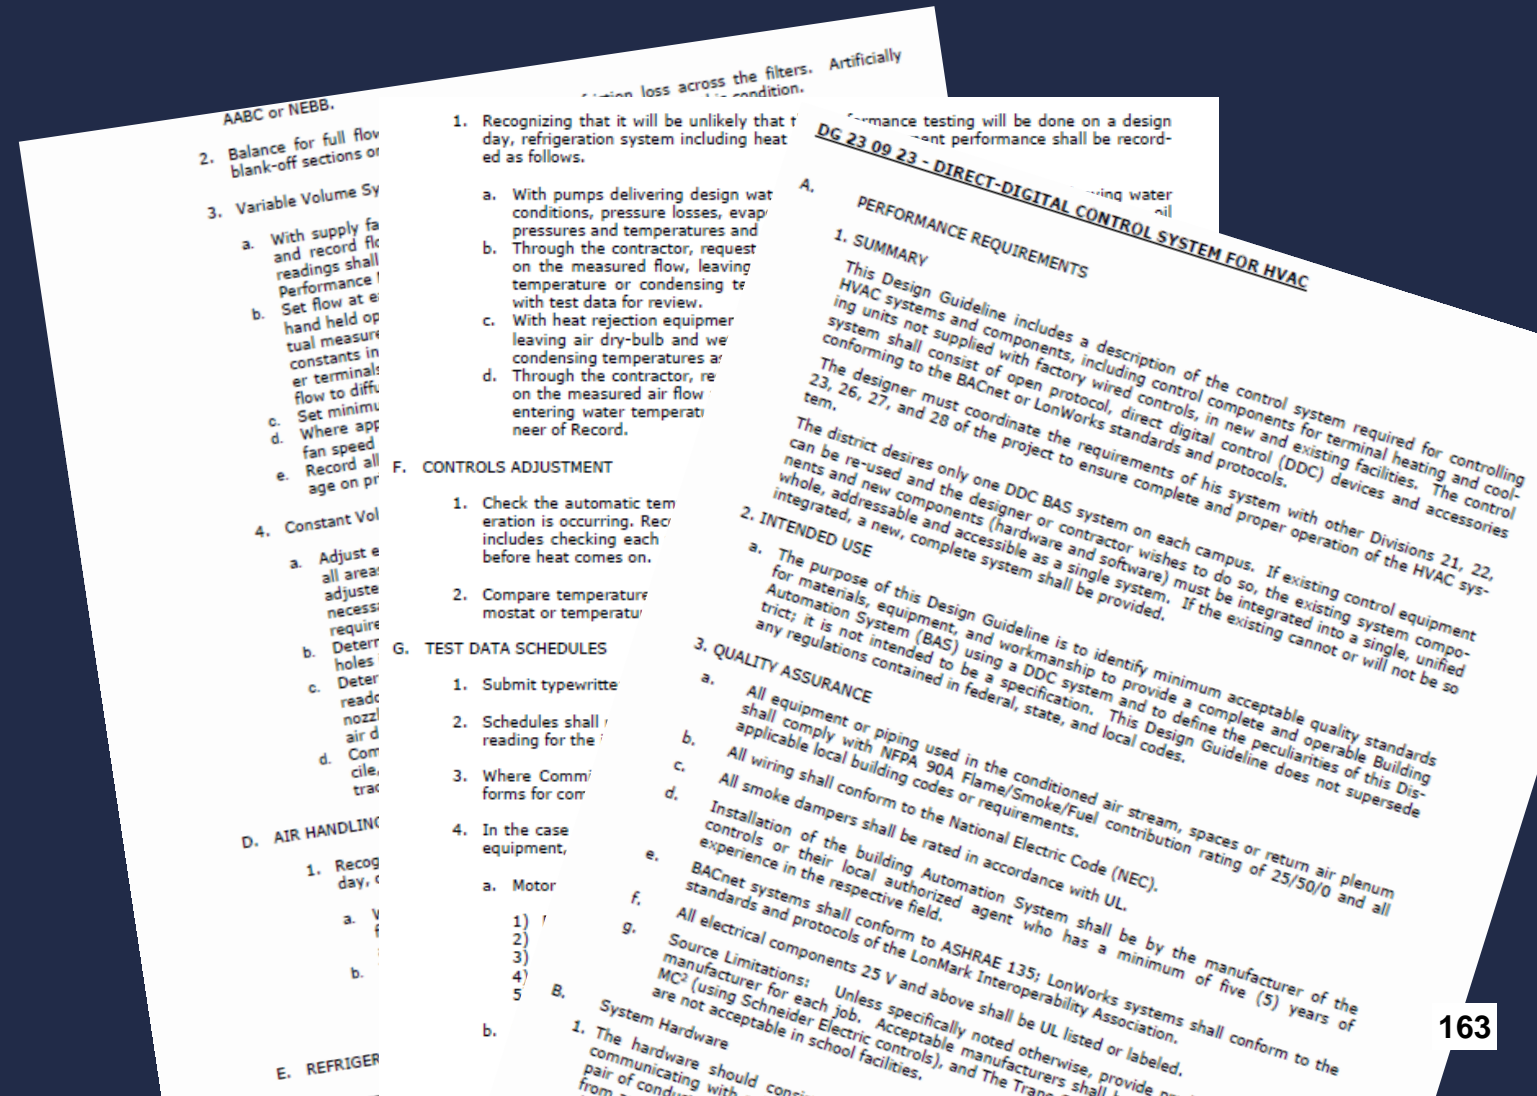 AABC or NEBB.
loss across the filters. Artificially
condition.
2. Balance for full flow
blank-off sections or
3. Variable Volume Sy
a. With supply fa
and record flo
readings shall
Performance
b. Set flow at e
hand held op
tual measure
constants in
er terminals
flow to diffu
c. Set minimu
d. Where app
fan speed
e. Record all
age on pr
4. Constant Vol
a. Adjust e
all areas
adjuste
necess
require
b. Determ
holes
c. Deter
readc
nozzl
air d
d. Com
cile,
trac
D. AIR HANDLING
1. Recog
day,
a.
b.
E. REFRIGER
1. Recognizing that it will be unlikely that t
day, refrigeration system including heat
ed as follows.
rmance testing will be done on a design
ent performance shall be record-
ving water
oil
a. With pumps delivering design wat
conditions, pressure losses, evap
pressures and temperatures and
b. Through the contractor, request
on the measured flow, leaving
temperature or condensing te
with test data for review.
c. With heat rejection equipmer
leaving air dry-bulb and we
condensing temperatures as
d. Through the contractor, re
on the measured air flow
entering water temperatu
neer of Record.
F. CONTROLS ADJUSTMENT
1. Check the automatic tem
eration is occurring. Reco
includes checking each
before heat comes on.
2. Compare temperature
mostat or temperatu
G. TEST DATA SCHEDULES
1. Submit typewritte
2. Schedules shall
reading for the
3. Where Commi
forms for com
4. In the case
equipment,
a. Motor
1)
2)
3)
4)
5
b.
DG 23 09 23 - DIRECT-DIGITAL CONTROL SYSTEM FOR HVAC
A. PERFORMANCE REQUIREMENTS
1. SUMMARY
This Design Guideline includes a description of the control system required for controlling
HVAC systems and components, including control components for terminal heating and cool-
ing units not supplied with factory wired controls, in new and existing facilities. The control
system shall consist of open protocol, direct digital control (DDC) devices and accessories
conforming to the BACnet or LonWorks standards and protocols.
The designer must coordinate the requirements of his system with other Divisions 21, 22,
23, 26, 27, and 28 of the project to ensure complete and proper operation of the HVAC sys-
tem.
The district desires only one DDC BAS system on each campus. If existing control equipment
can be re-used and the designer or contractor wishes to do so, the existing system compo-
nents and new components (hardware and software) must be integrated into a single, unified
whole, addressable and accessible as a single system. If the existing cannot or will not be so
integrated, a new, complete system shall be provided.
2. INTENDED USE
a. The purpose of this Design Guideline is to identify minimum acceptable quality standards
for materials, equipment, and workmanship to provide a complete and operable Building
Automation System (BAS) using a DDC system and to define the peculiarities of this Dis-
trict; it is not intended to be a specification. This Design Guideline does not supersede
any regulations contained in federal, state, and local codes.
3. QUALITY ASSURANCE
a. All equipment or piping used in the conditioned air stream, spaces or return air plenum
shall comply with NFPA 90A Flame/Smoke/Fuel contribution rating of 25/50/0 and all
applicable local building codes or requirements.
b. All wiring shall conform to the National Electric Code (NEC).
c. All smoke dampers shall be rated in accordance with UL.
d. Installation of the building Automation System shall be by the manufacturer of the
controls or their local authorized agent who has a minimum of five (5) years of
experience in the respective field.
e. BACnet systems shall conform to ASHRAE 135; LonWorks systems shall conform to the
standards and protocols of the LonMark Interoperability Association.
f. All electrical components 25 V and above shall be UL listed or labeled.
g. Source Limitations: Unless specifically noted otherwise, provide
manufacturer for each job. Acceptable manufacturers shall
MC² (using Schneider Electric controls), and The Trane
are not acceptable in school facilities.
B. System Hardware
1. The hardware should consi
communicating with
pair of conduc
from
163